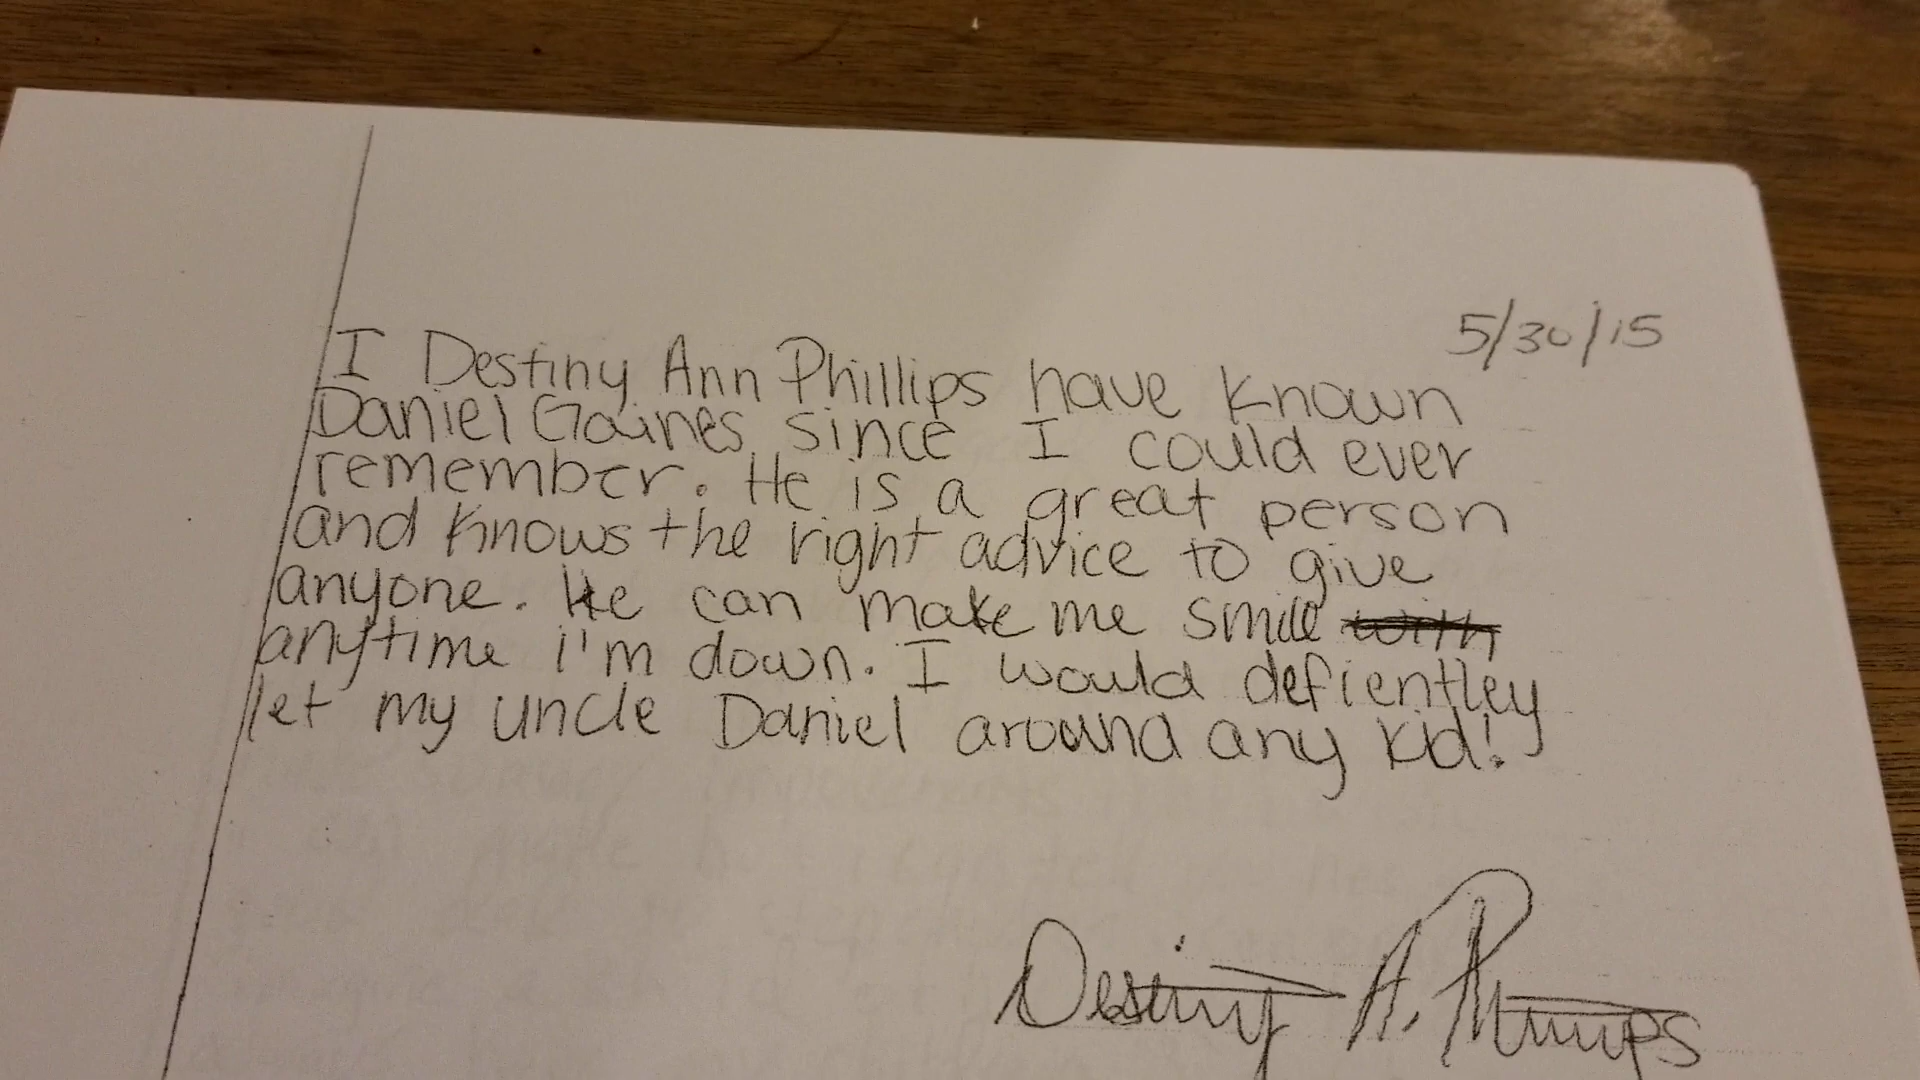 5/30/15
I Destiny Ann Phillips have known
Daniel Gaines since I could ever
remember. He is a great person
and knows the right advice to give
anyone. He can make me smile with
anytime i'm down. I would defientley
let my uncle Daniel around any kid!
Destiny A. Phillips